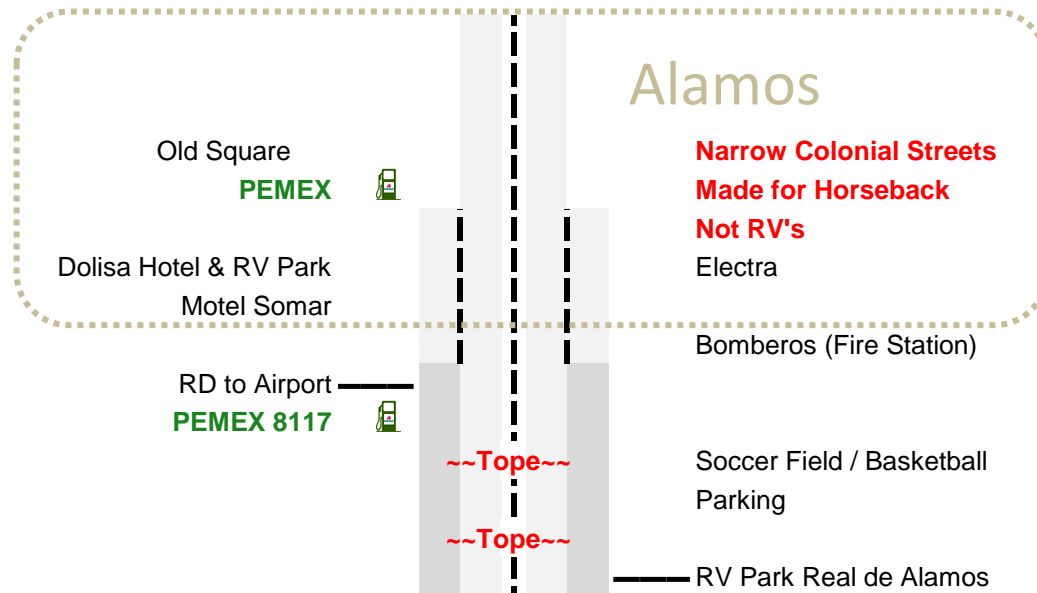 Alamos
Old Square
Narrow Colonial Streets
PEMEX
Made for Horseback
Not RV's
Dolisa Hotel & RV Park
Electra
Motel Somar
Bomberos (Fire Station)
RD to Airport
PEMEX 8117
~~Tope~~
Soccer Field / Basketball
Parking
~~Tope~~
RV Park Real de Alamos